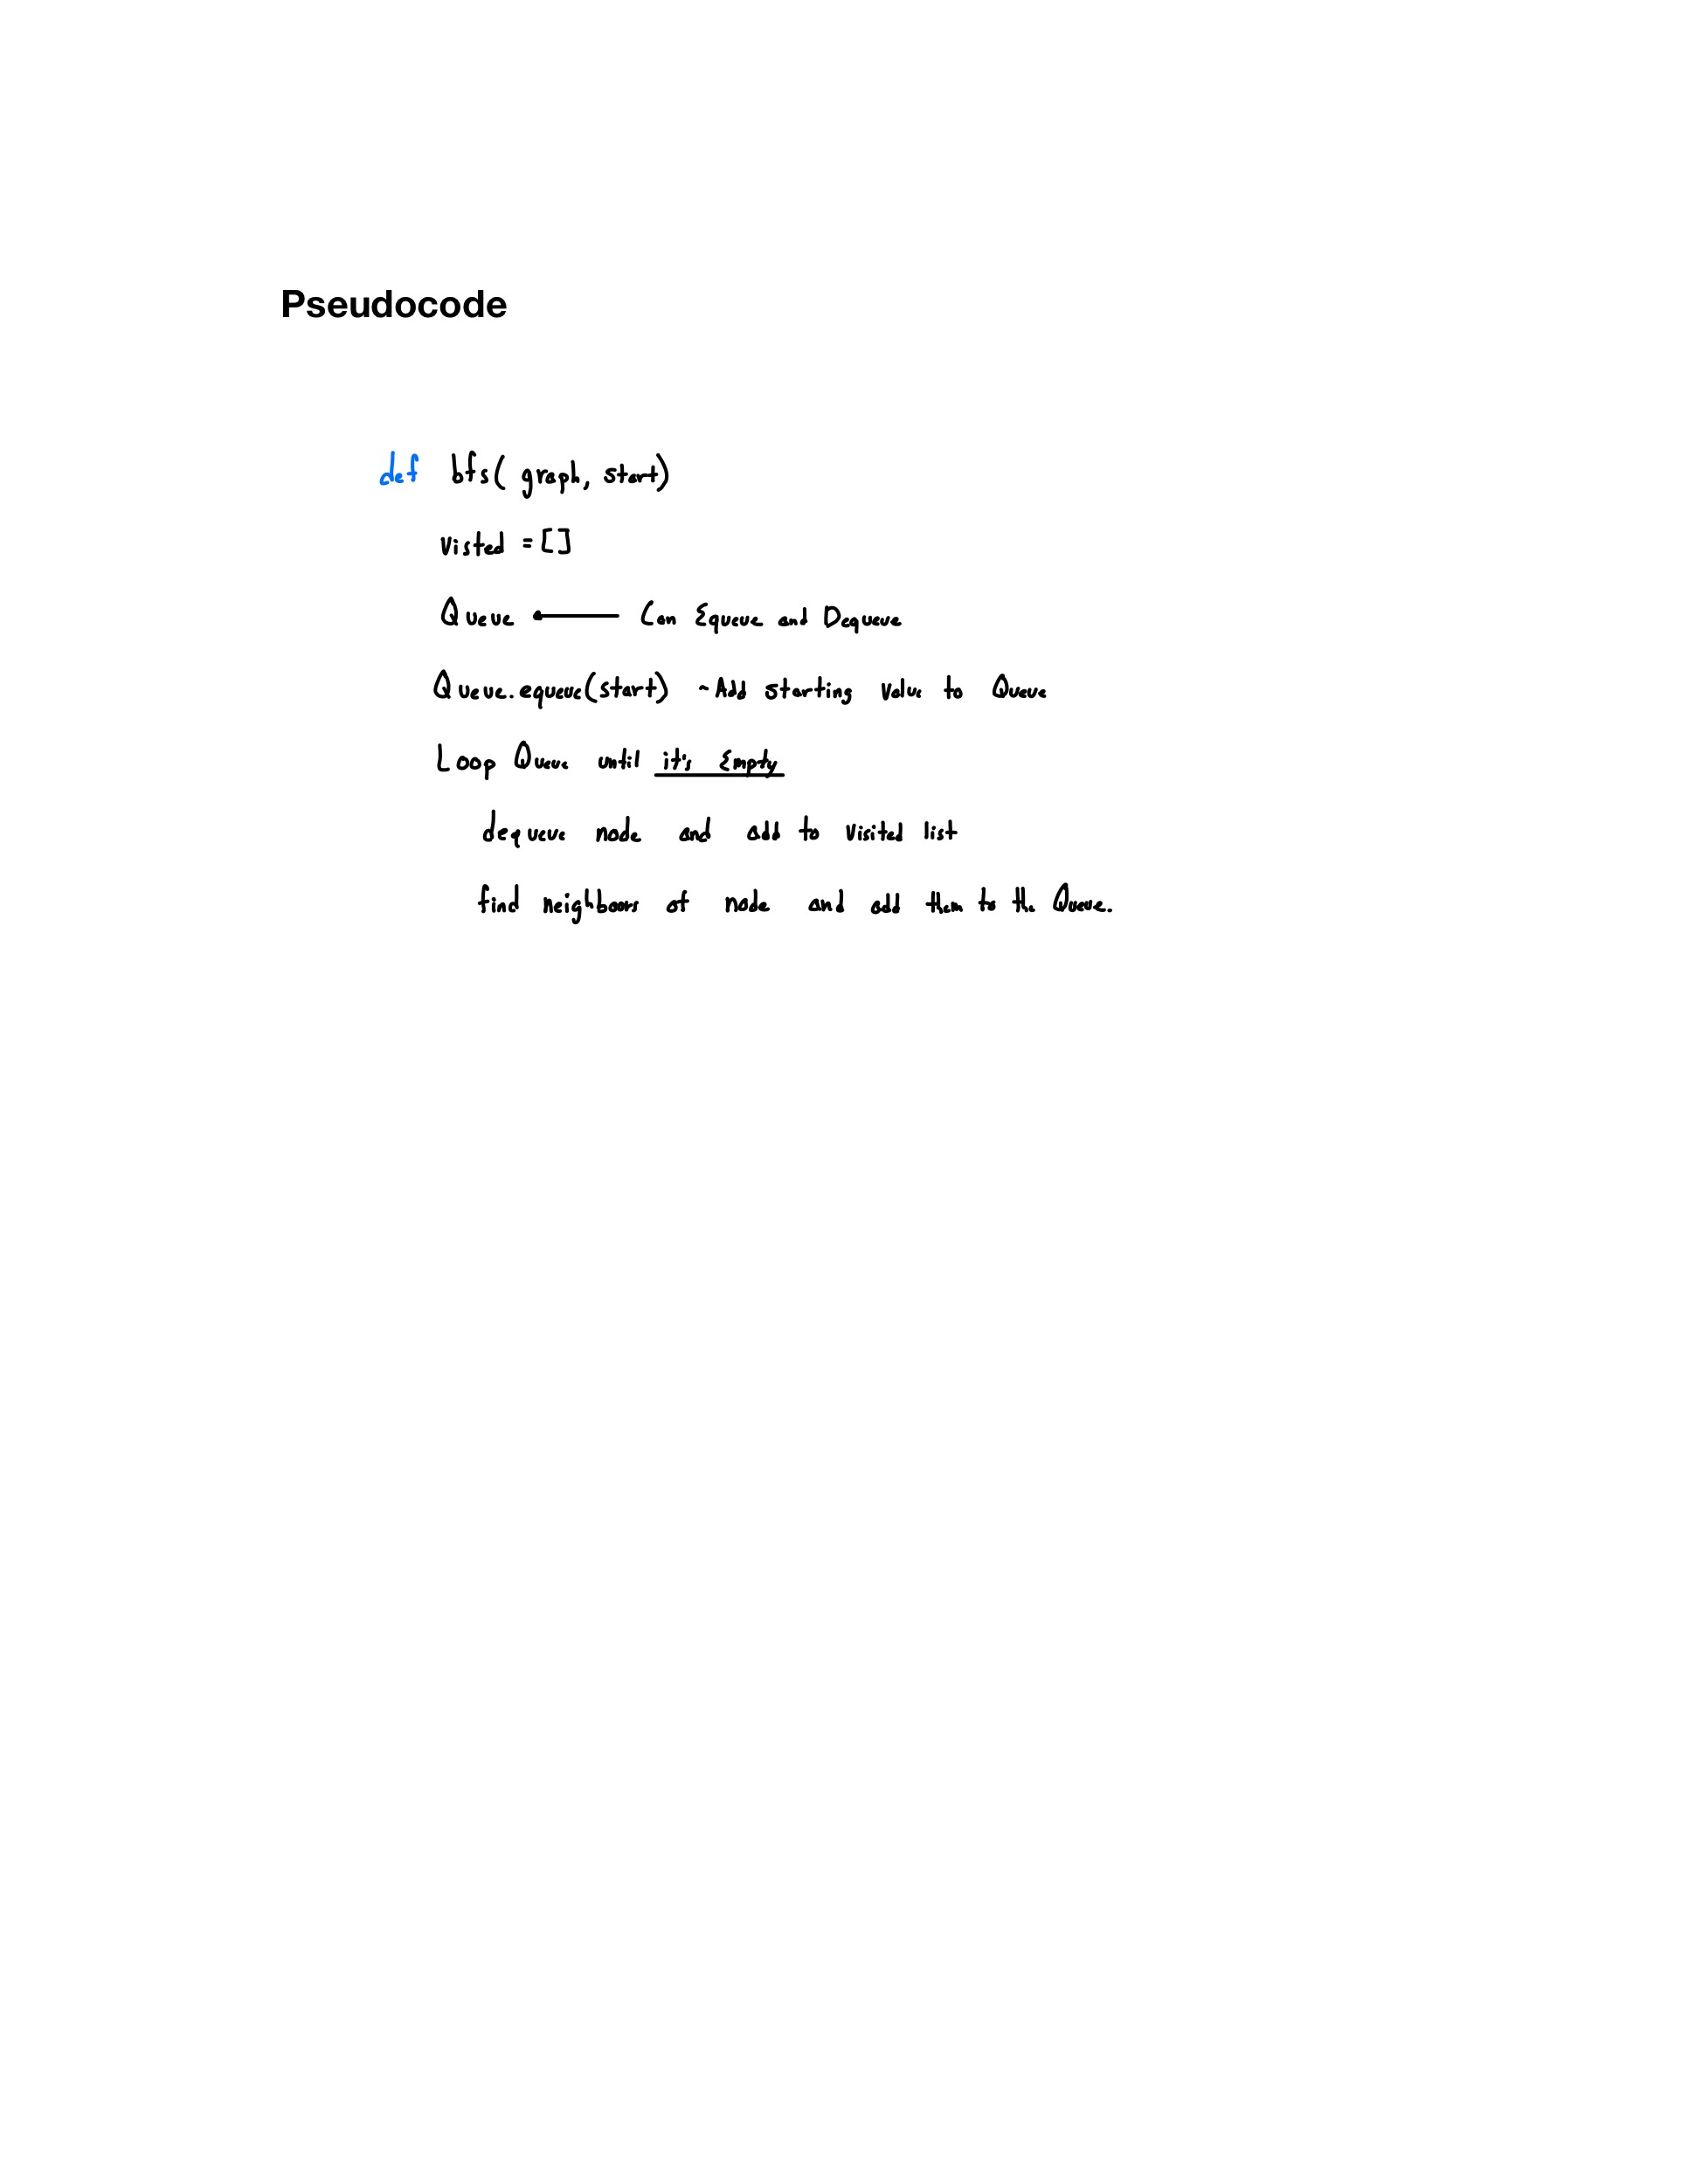 Pseudocode
def bfs( graph, start)
Visted = []
Queue ← Can Equeue and Dequeue
Queue.equeue(start) ~ Add starting value to Queue
Loop Queue until it's Empty
dequeue node and add to visited list
find neighboors of node and add them to the Queue.